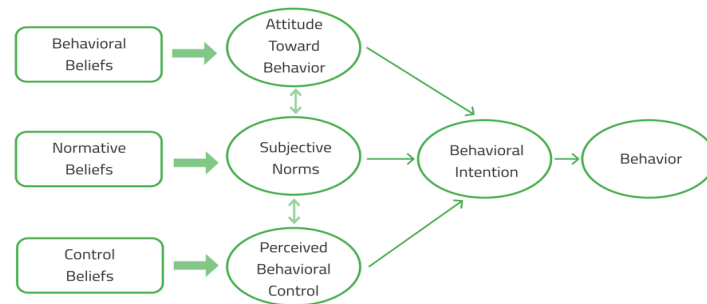 Behavioral
Beliefs
Attitude
Toward
Behavior
Normative
Beliefs
Subjective
Norms
Behavioral
Intention
Behavior
Control
Beliefs
Perceived
Behavioral
Control